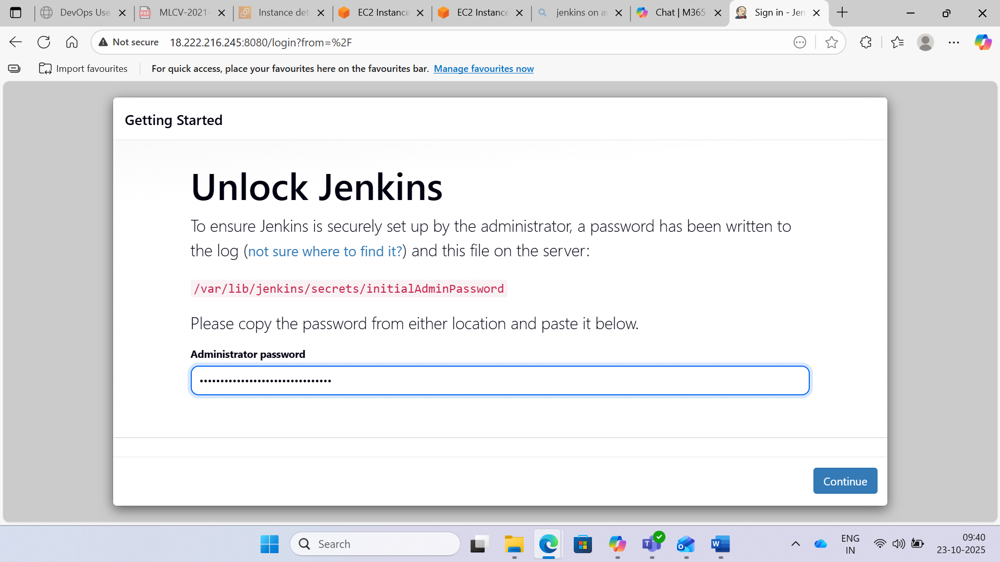 DevOps Use
MLCV-2021-
Instance det
EC2 Instance
EC2 Instance
jenkins on aw
Chat | M365
Sign in - Jen
Not secure
18.222.216.245:8080/login?from=%2F
Import favourites
For quick access, place your favourites here on the favourites bar. Manage favourites now
Getting Started
Unlock Jenkins
To ensure Jenkins is securely set up by the administrator, a password has been written to
the log (not sure where to find it?) and this file on the server:
/var/lib/jenkins/secrets/initialAdminPassword
Please copy the password from either location and paste it below.
Administrator password
••••••••••••••••••••••••••••••••
Continue
Search
ENG
IN
09:40
23-10-2025